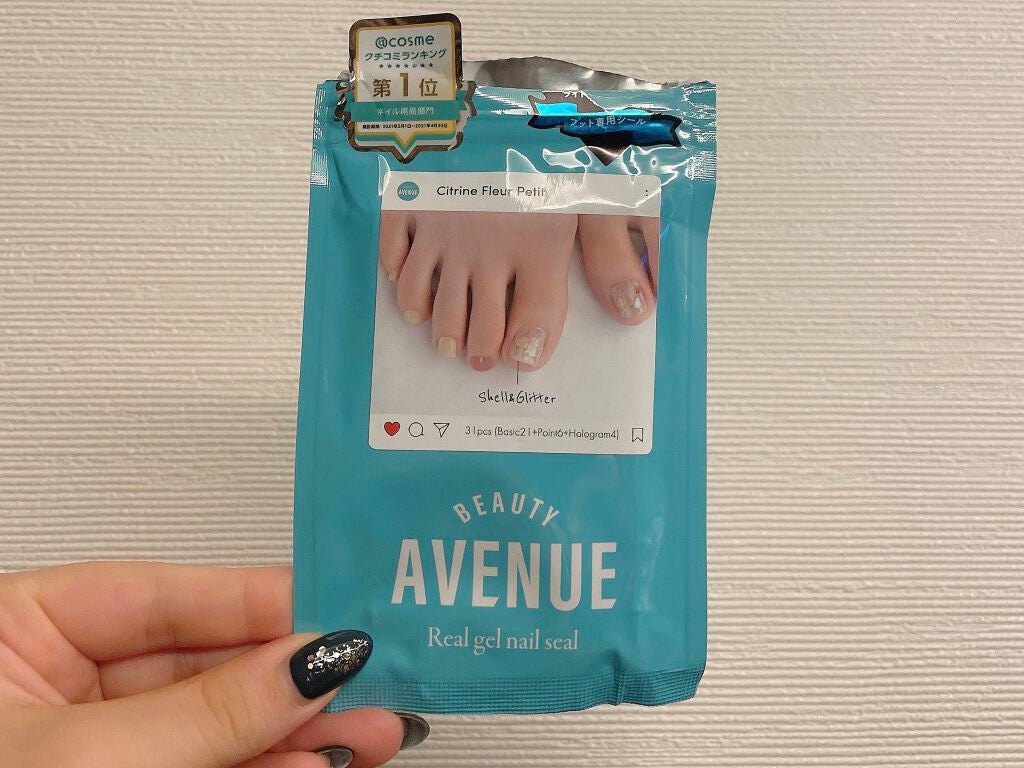 @cosme
クチコミランキング
第1位
ネイル用品部門
フット専用シール
AVENUE
Citrine Fleur Petit
Shell&Glitter
31pcs (Basic21+Point6+Hologram4)
BEAUTY
AVENUE
Real gel nail seal